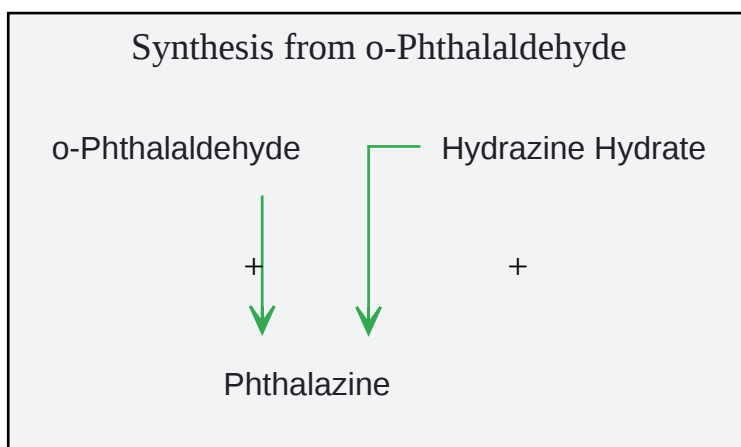 Synthesis from o-Phthalaldehyde
o-Phthalaldehyde Hydrazine Hydrate
+ +
Phthalazine